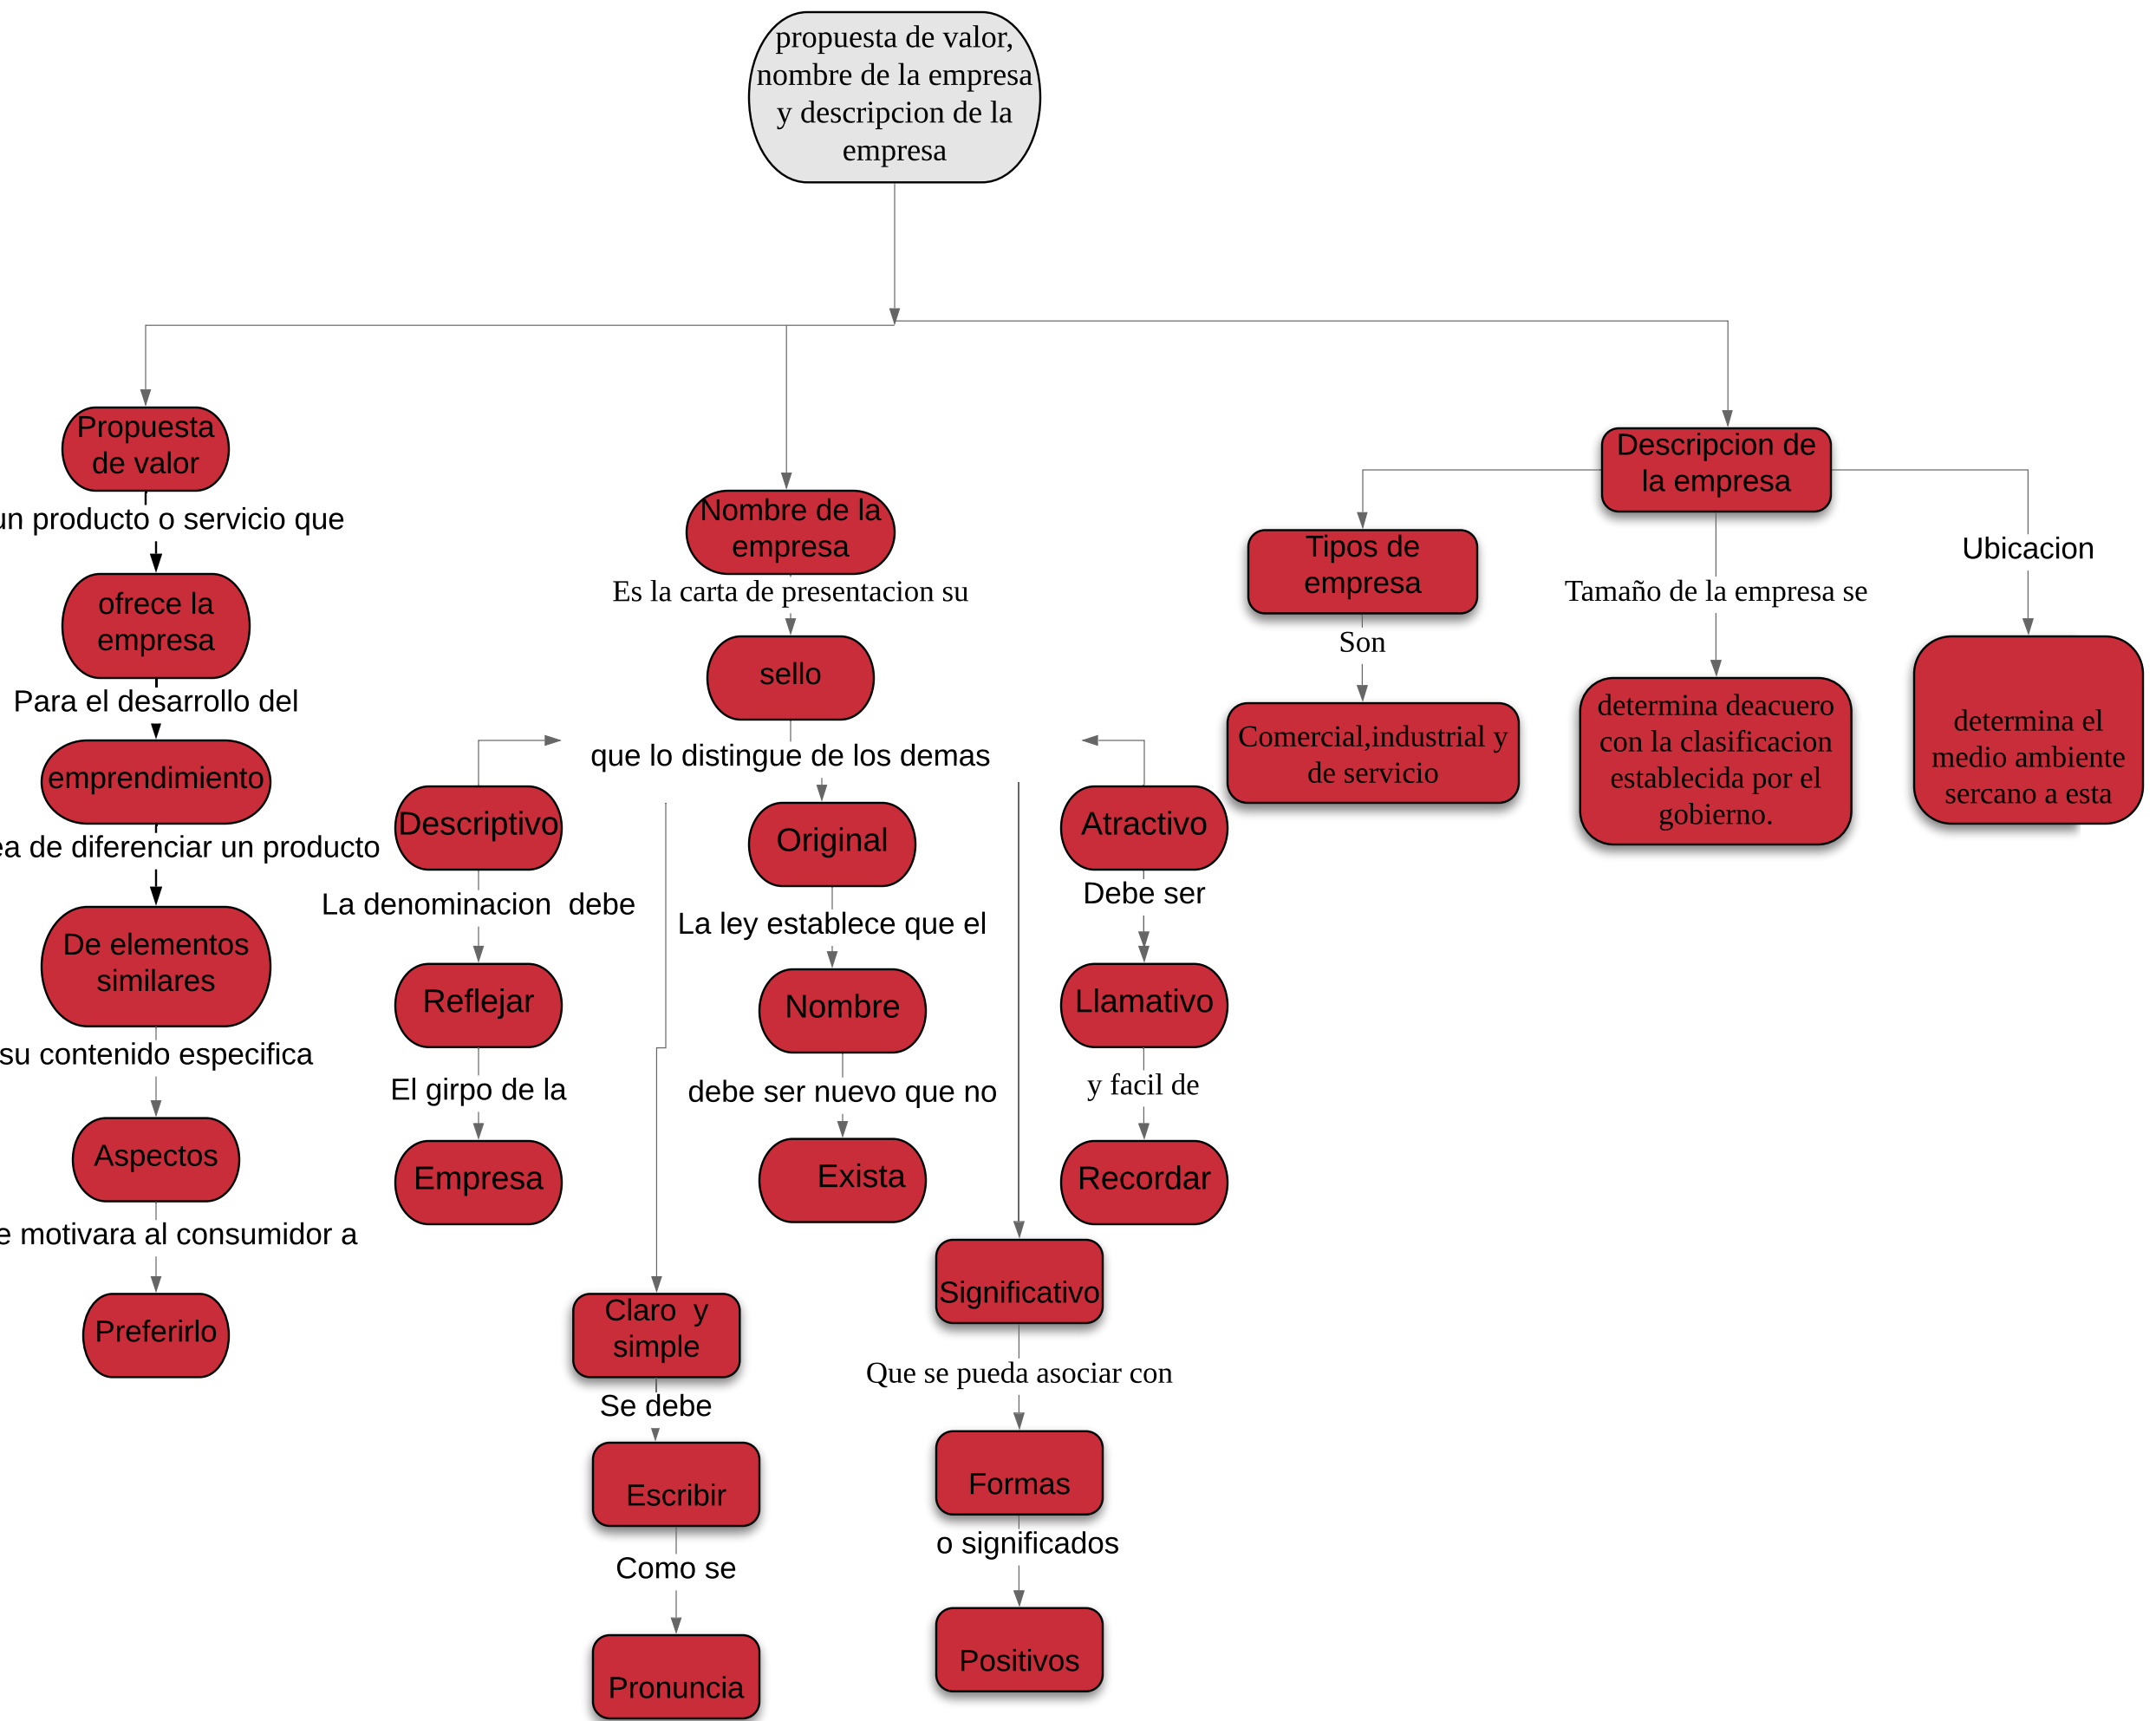 propuesta de valor,
nombre de la empresa
y descripcion de la
empresa
Propuesta
de valor
un producto o servicio que
ofrece la
empresa
Para el desarrollo del
emprendimiento
de diferenciar un producto
De elementos
similares
su contenido especifica
Aspectos
motivara al consumidor a
Preferirlo
Nombre de la
empresa
Es la carta de presentacion su
sello
que lo distingue de los demas
Descriptivo
La denominacion  debe
Reflejar
El girpo de la
Empresa
Claro  y
simple
Se debe
Escribir
Como se
Pronuncia
Original
La ley establece que el
Nombre
debe ser nuevo que no
Exista
Significativo
Que se pueda asociar con
Formas
o significados
Positivos
Atractivo
Debe ser
Llamativo
y facil de
Recordar
Descripcion de
la empresa
Tipos de
empresa
Son
Comercial,industrial y
de servicio
Tamaño de la empresa se
determina deacuero
con la clasificacion
establecida por el
gobierno.
Ubicacion
determina el
medio ambiente
sercano a esta